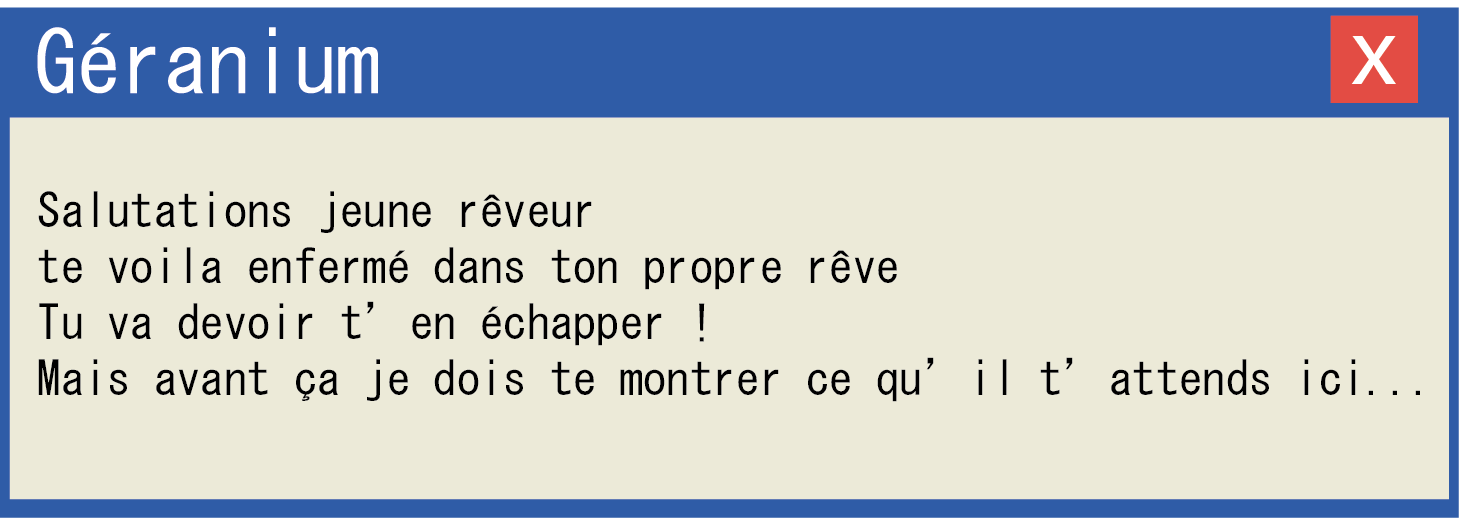 Géranium
X
Salutations jeune rêveur
te voila enfermé dans ton propre rêve
Tu va devoir t’en échapper !
Mais avant ça je dois te montrer ce qu’il t’attends ici...